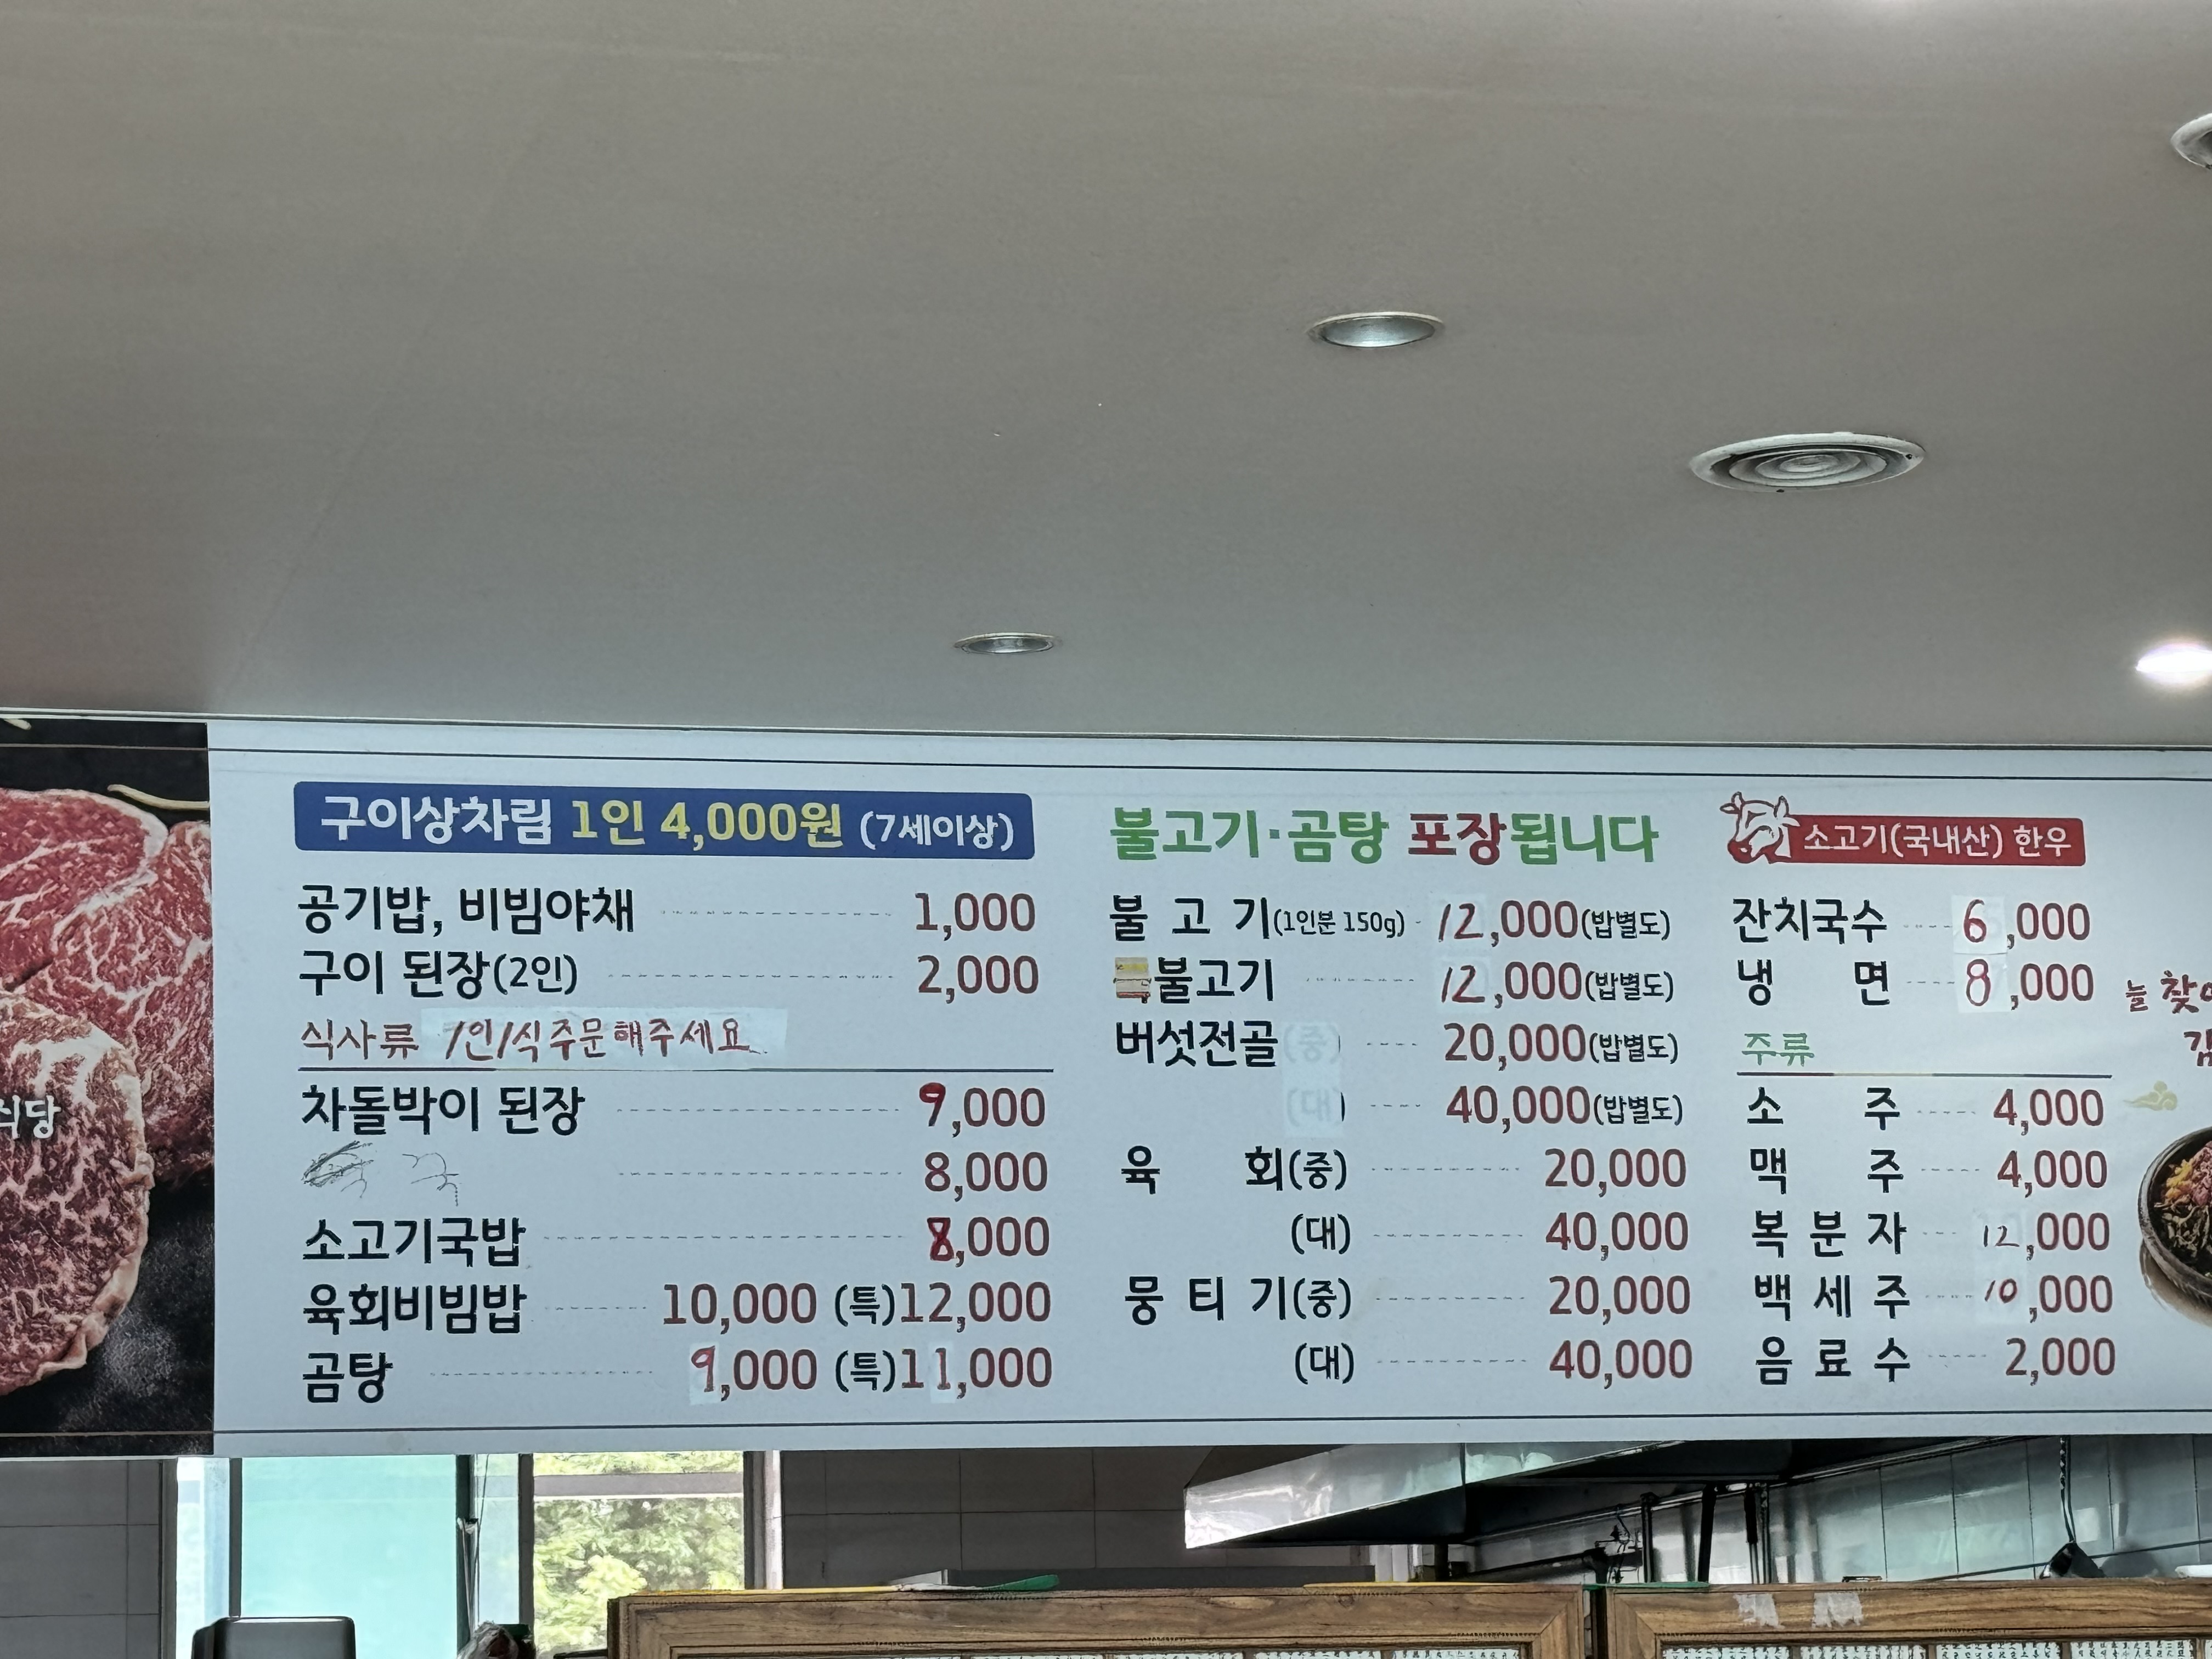 식당
구이상차림 1인 4,000원 (7세이상)
공기밥, 비빔야채 1,000
구이 된장(2인) 2,000
식사류 1인1식주문해주세요
차돌박이 된장 9,000
8,000
소고기국밥 8,000
육회비빔밥 10,000 (특)12,000
곰탕 9,000 (특)11,000
불고기·곰탕 포장됩니다
불고기(1인분 150g) 12,000(밥별도)
불고기 12,000(밥별도)
버섯전골(중) 20,000(밥별도)
(대) 40,000(밥별도)
육회(중) 20,000
(대) 40,000
뭉티기(중) 20,000
(대) 40,000
소고기(국내산) 한우
잔치국수 6,000
냉면 8,000
주류
소주 4,000
맥주 4,000
복분자 12,000
백세주 10,000
음료수 2,000
늘